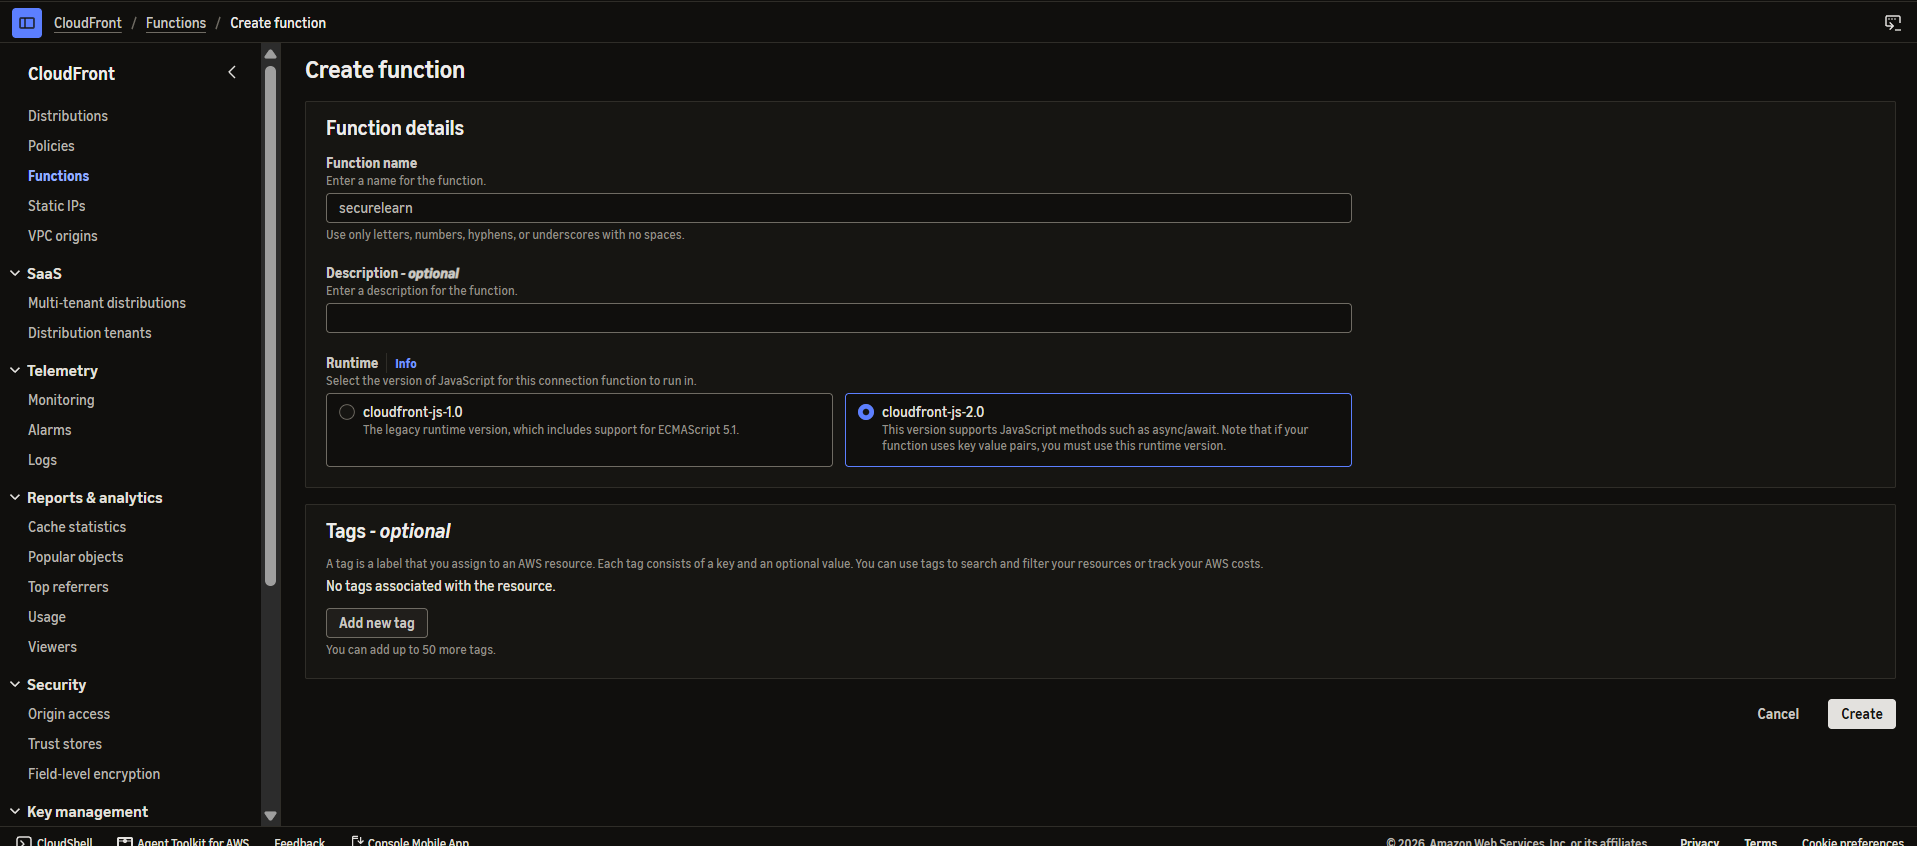 CloudFront / Functions / Create function
CloudFront
Distributions
Policies
Functions
Static IPs
VPC origins
SaaS
Multi-tenant distributions
Distribution tenants
Telemetry
Monitoring
Alarms
Logs
Reports & analytics
Cache statistics
Popular objects
Top referrers
Usage
Viewers
Security
Origin access
Trust stores
Field-level encryption
Key management
Create function
Function details
Function name
Enter a name for the function.
securelearn
Use only letters, numbers, hyphens, or underscores with no spaces.
Description - optional
Enter a description for the function.
Runtime Info
Select the version of JavaScript for this connection function to run in.
cloudfront-js-1.0
The legacy runtime version, which includes support for ECMAScript 5.1.
cloudfront-js-2.0
This version supports JavaScript methods such as async/await. Note that if your
function uses key value pairs, you must use this runtime version.
Tags - optional
A tag is a label that you assign to an AWS resource. Each tag consists of a key and an optional value. You can use tags to search and filter your resources or track your AWS costs.
No tags associated with the resource.
Add new tag
You can add up to 50 more tags.
Cancel Create
CloudShell Agent Toolkit for AWS Feedback Console Mobile App © 2026, Amazon Web Services, Inc. or its affiliates. Privacy Terms Cookie preferences